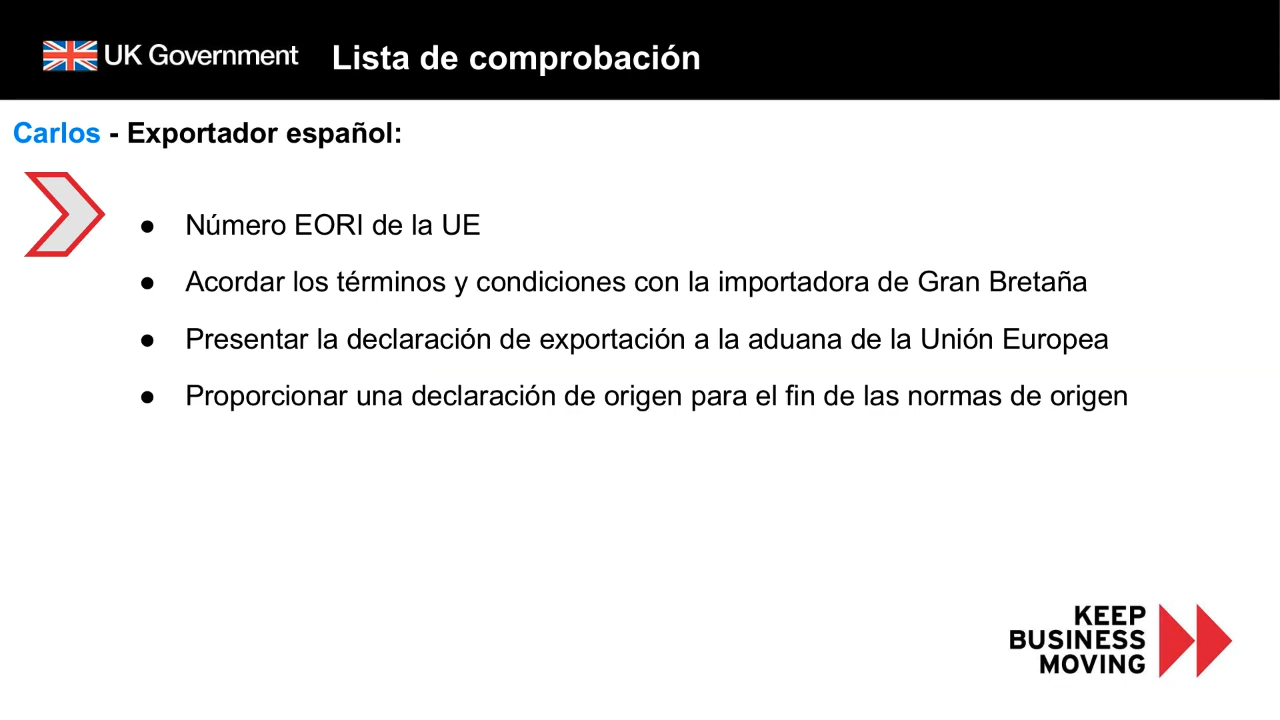 UK Government
Lista de comprobación
Carlos - Exportador español:
● Número EORI de la UE
● Acordar los términos y condiciones con la importadora de Gran Bretaña
● Presentar la declaración de exportación a la aduana de la Unión Europea
● Proporcionar una declaración de origen para el fin de las normas de origen
KEEP
BUSINESS
MOVING